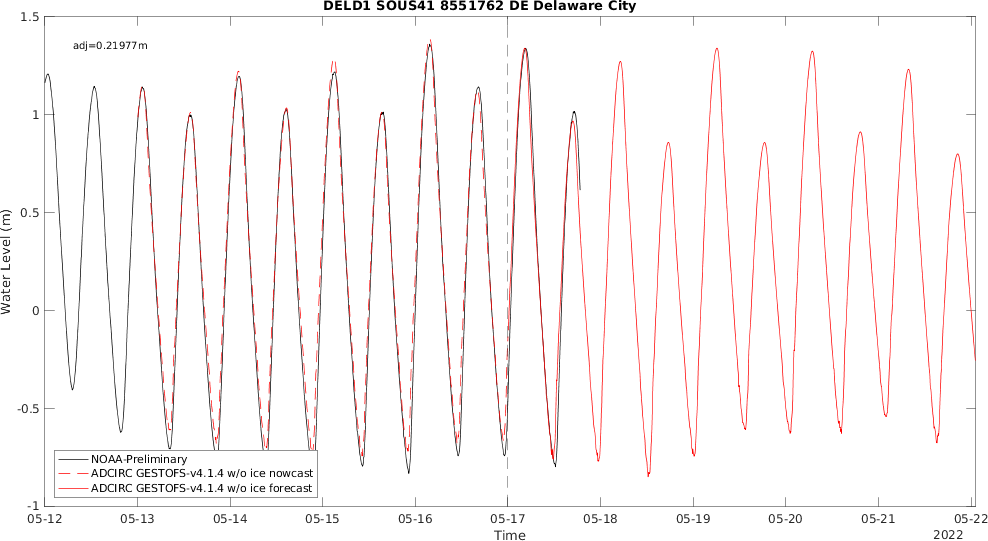 DELD1 SOUS41 8551762 DE Delaware City
1.5
adj=0.21977m
1
0.5
Water Level (m)
0
-0.5
-1
NOAA-Preliminary
ADCIRC GESTOFS-v4.1.4 w/o ice nowcast
ADCIRC GESTOFS-v4.1.4 w/o ice forecast
05-12 05-13 05-14 05-15 05-16 05-17 05-18 05-19 05-20 05-21 05-22
Time
2022